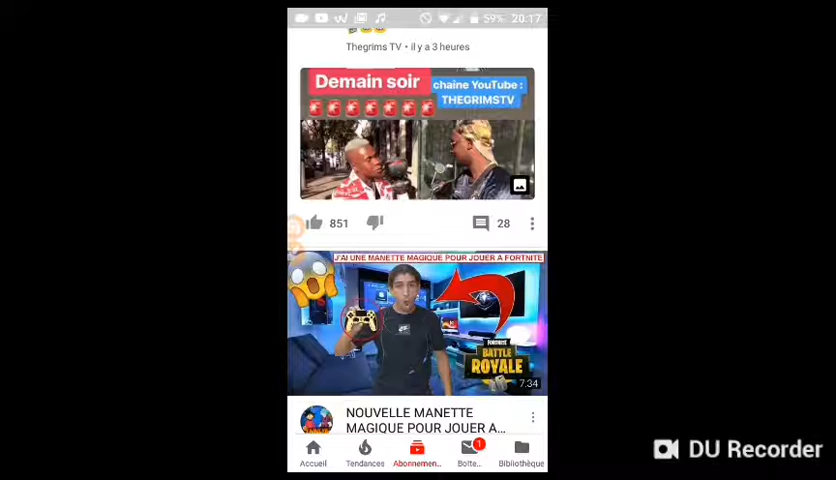 59% 20:17
Thegrims TV • il y a 3 heures
Demain soir
chaine YouTube :
THEGRIMSTV
851
28
J'AI UNE MANETTE MAGIQUE POUR JOUER A FORTNITE
FORTNITE
BATTLE
ROYALE
7:34
NOUVELLE MANETTE
MAGIQUE POUR JOUER A...
1
Accueil
Tendances
Abonnemen...
Boîte...
Bibliothèque
DU Recorder